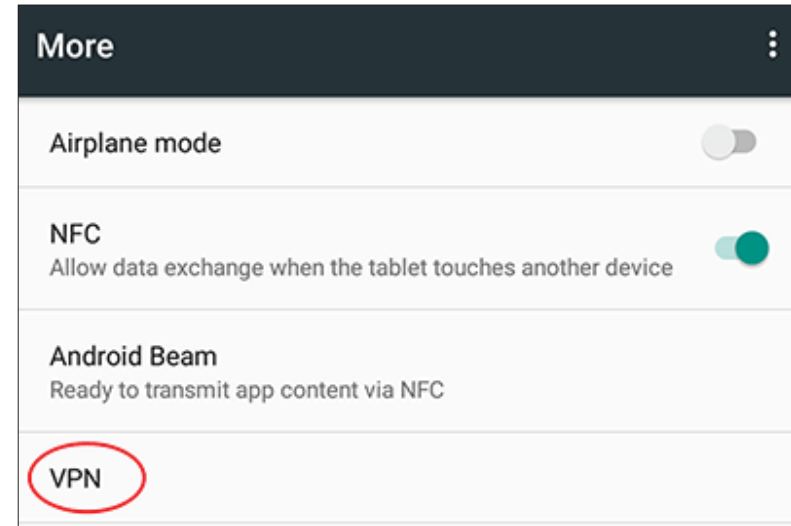 More
Airplane mode
NFC
Allow data exchange when the tablet touches another device
Android Beam
Ready to transmit app content via NFC
VPN